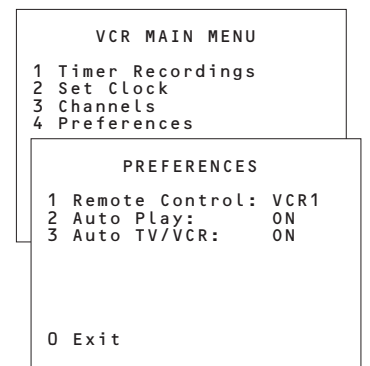 VCR MAIN MENU
1 Timer Recordings
2 Set Clock
3 Channels
4 Preferences
PREFERENCES
1 Remote Control: VCR1
2 Auto Play: ON
3 Auto TV/VCR: ON
0 Exit